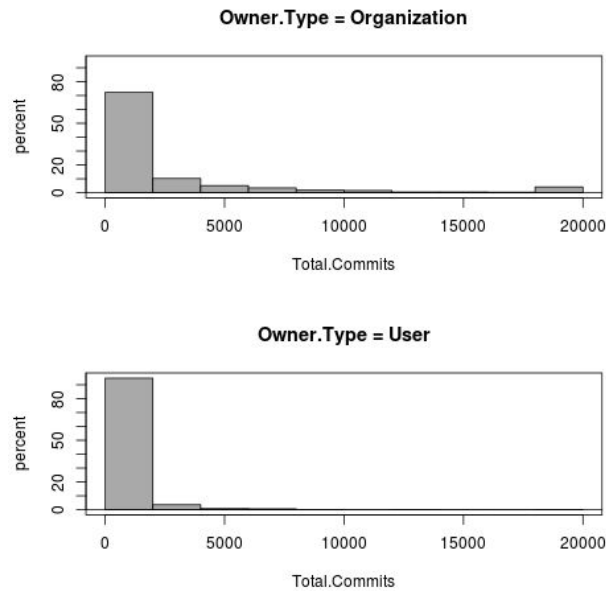 Owner.Type = Organization
percent
80
50
20
0
0 5000 10000 15000 20000
Total.Commits
Owner.Type = User
percent
80
50
20
0
0 5000 10000 15000 20000
Total.Commits